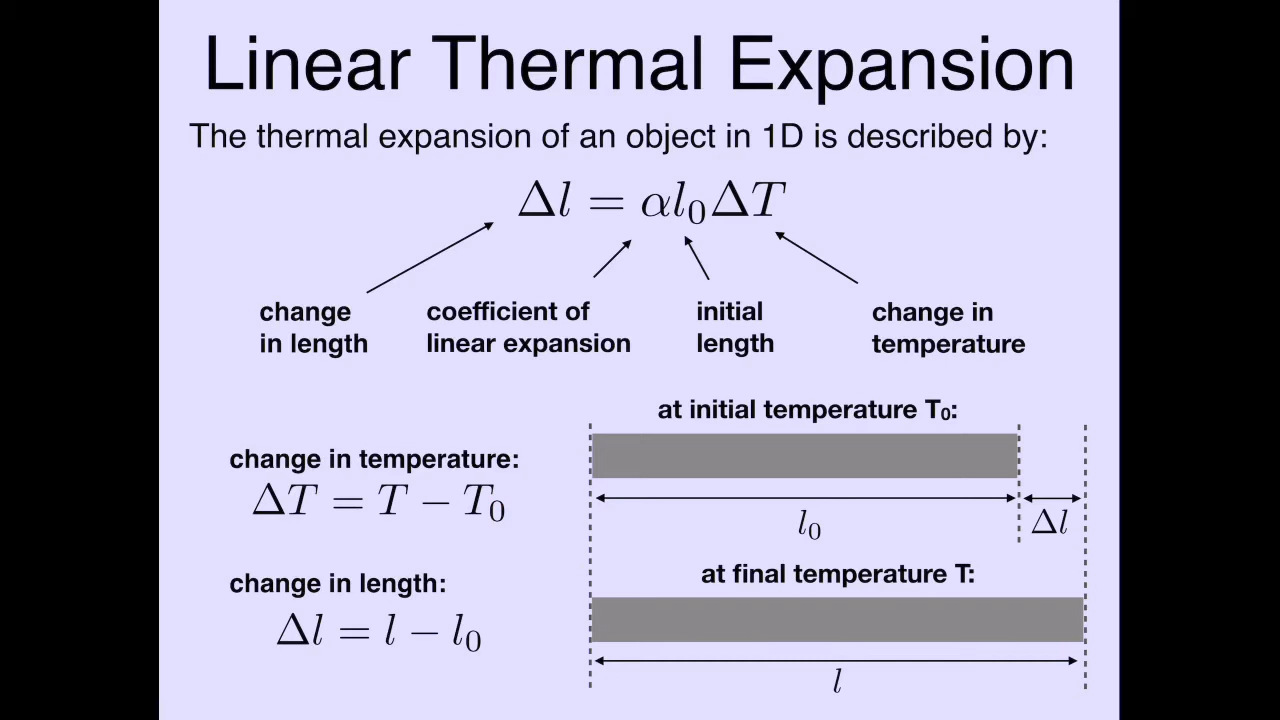 Linear Thermal Expansion
The thermal expansion of an object in 1D is described by:
Δl = αl₀ΔT
change
in length
coefficient of
linear expansion
initial
length
change in
temperature
change in temperature:
ΔT = T − T₀
change in length:
Δl = l − l₀
at initial temperature T₀:
l₀
Δl
at final temperature T:
l